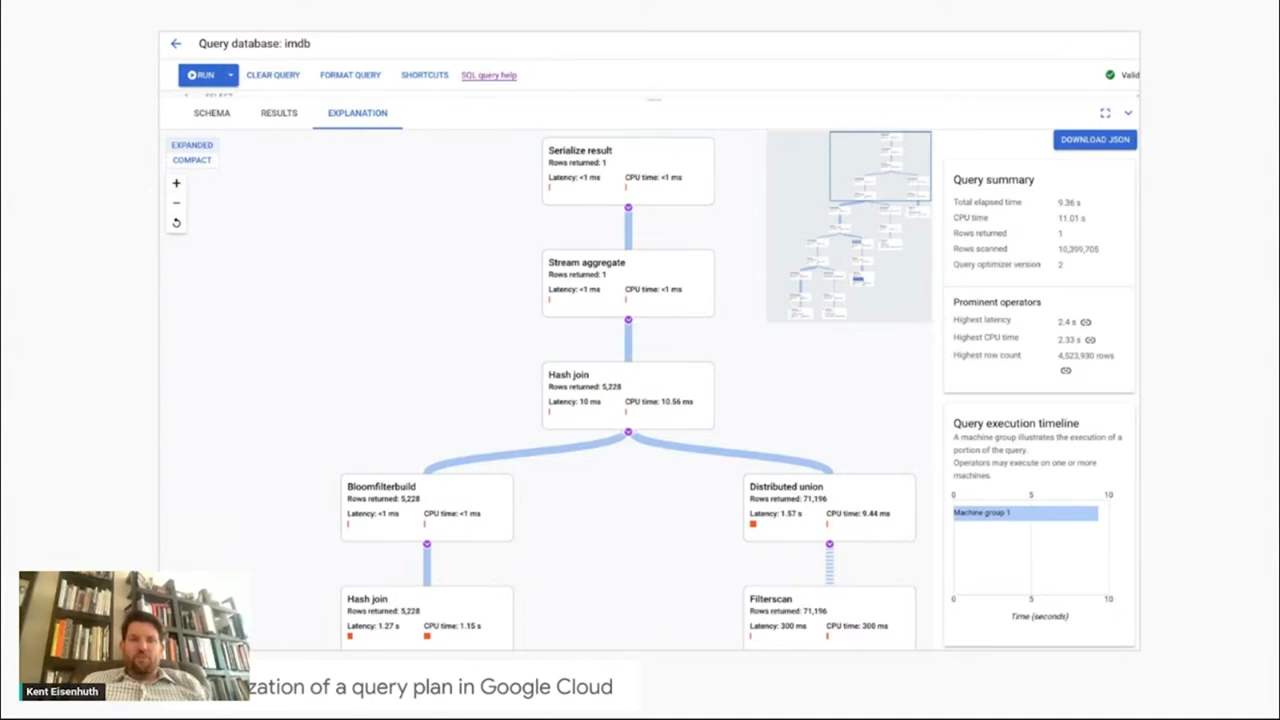 Query database: imdb
RUN CLEAR QUERY FORMAT QUERY SHORTCUTS SQL query help Valid
SCHEMA RESULTS EXPLANATION
EXPANDED
COMPACT
DOWNLOAD JSON
Serialize result
Rows returned: 1
Latency: <1 ms CPU time: <1 ms
Stream aggregate
Rows returned: 1
Latency: <1 ms CPU time: <1 ms
Hash join
Rows returned: 5,228
Latency: 10 ms CPU time: 10.56 ms
Bloomfilterbuild
Rows returned: 5,228
Latency: <1 ms CPU time: <1 ms
Distributed union
Rows returned: 71,196
Latency: 1.57 s CPU time: 9.44 ms
Hash join
Rows returned: 5,228
Latency: 1.27 s CPU time: 1.15 s
Filterscan
Rows returned: 71,196
Latency: 300 ms CPU time: 300 ms
Query summary
Total elapsed time 9.36 s
CPU time 11.01 s
Rows returned 1
Rows scanned 10,399,705
Query optimizer version 2
Prominent operators
Highest latency 2.4 s
Highest CPU time 2.33 s
Highest row count 4,523,930 rows
Query execution timeline
A machine group illustrates the execution of a
portion of the query.
Operators may execute on one or more
machines.
0 5 10
Machine group 1
0 5 10
Time (seconds)
Kent Eisenhuth
zation of a query plan in Google Cloud